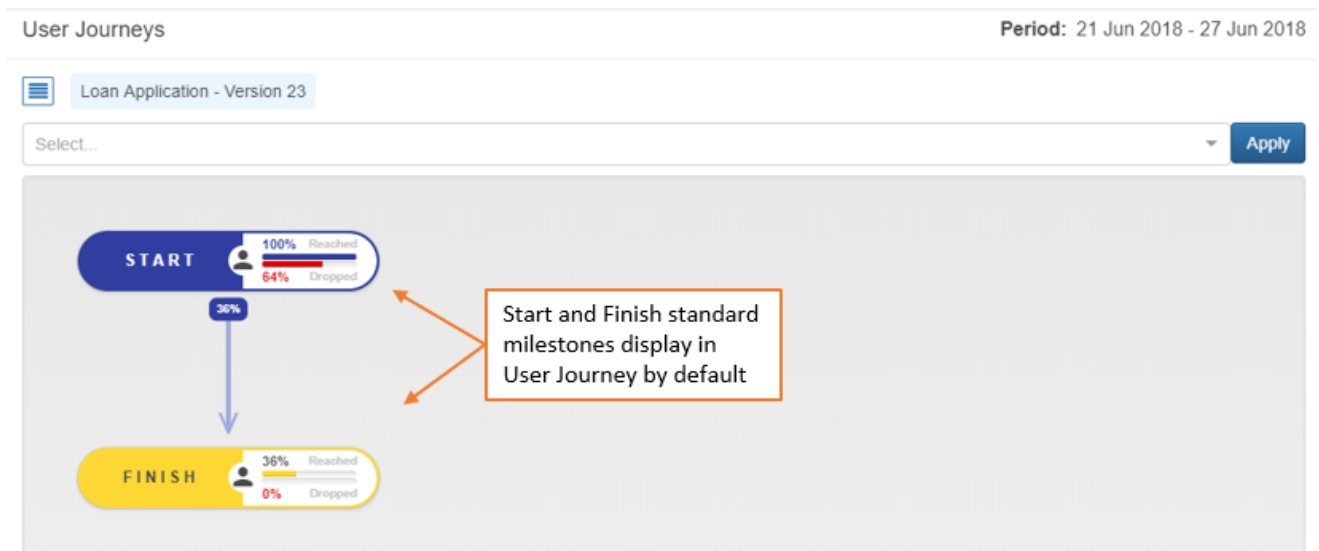 User Journeys
Period: 21 Jun 2018 - 27 Jun 2018
Loan Application - Version 23
Select...
Apply
START
100% Reached
64% Dropped
36%
Start and Finish standard
milestones display in
User Journey by default
FINISH
36% Reached
0% Dropped